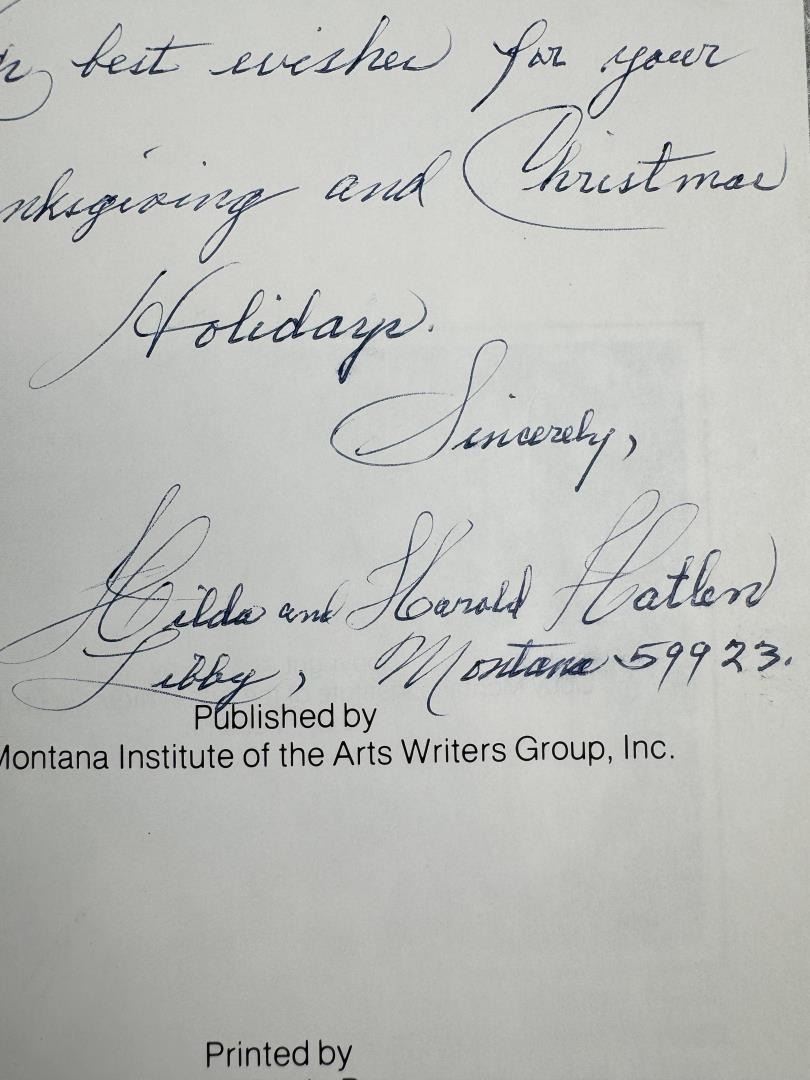 best wishes for your
nksgiving and Christmas
Holidays.
Sincerely,
Hilda and Harold Hatlen
Libby, Montana 59923.
Published by
Montana Institute of the Arts Writers Group, Inc.
Printed by